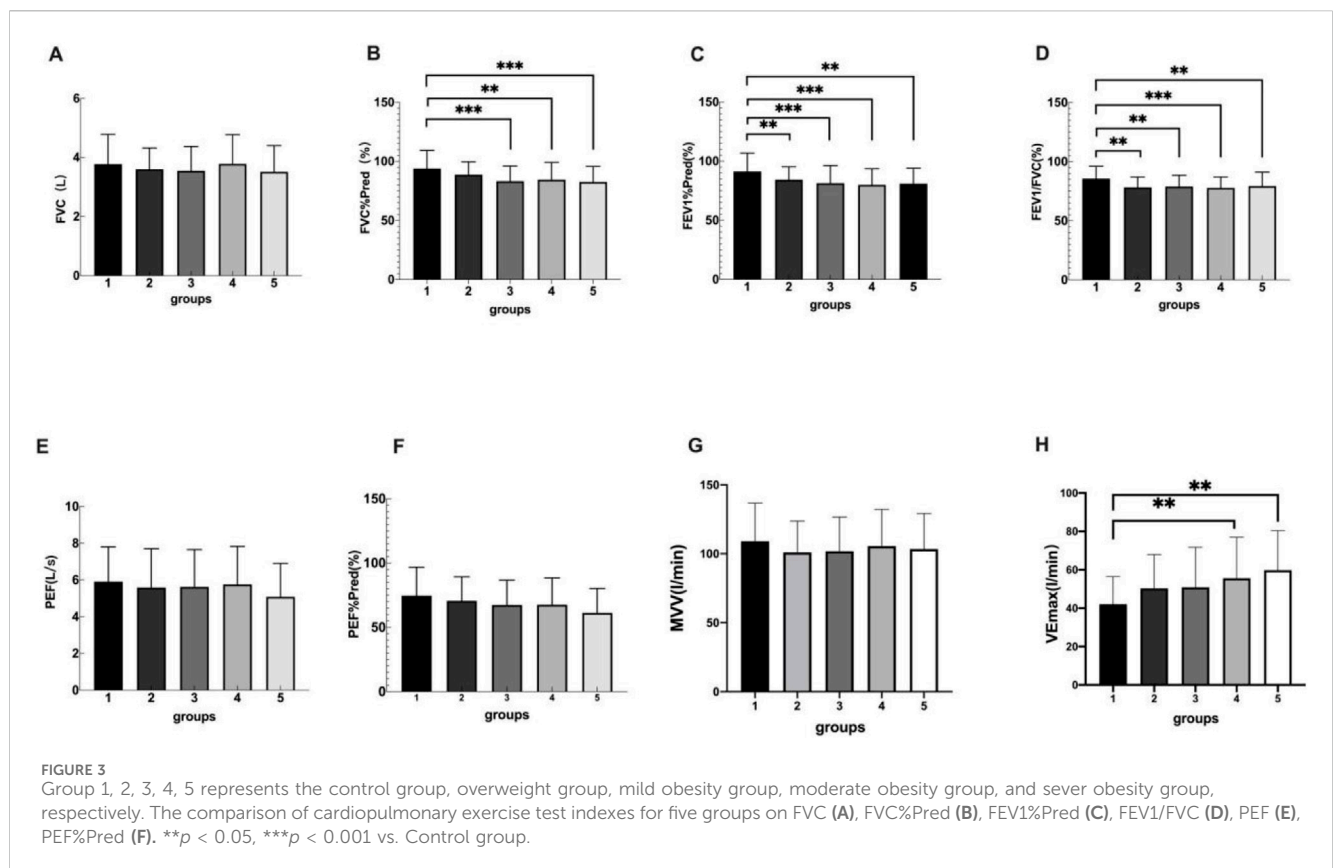 A
FVC (L)
6
4
2
0
1 2 3 4 5
groups
B
FVC%Pred (%)
150
100
50
0
***
**
***
1 2 3 4 5
groups
C
FEV1%Pred(%)
150
100
50
0
**
***
***
**
1 2 3 4 5
groups
D
FEV1/FVC(%)
150
100
50
0
**
***
**
**
1 2 3 4 5
groups
E
PEF(L/s)
10
8
6
4
2
0
1 2 3 4 5
groups
F
PEF%Pred(%)
150
100
50
0
1 2 3 4 5
groups
G
MVV(l/min)
150
100
50
0
1 2 3 4 5
groups
H
VEmax(l/min)
100
80
60
40
20
0
**
**
1 2 3 4 5
groups
FIGURE 3
Group 1, 2, 3, 4, 5 represents the control group, overweight group, mild obesity group, moderate obesity group, and sever obesity group,
respectively. The comparison of cardiopulmonary exercise test indexes for five groups on FVC (A), FVC%Pred (B), FEV1%Pred (C), FEV1/FVC (D), PEF (E),
PEF%Pred (F). **p < 0.05, ***p < 0.001 vs. Control group.